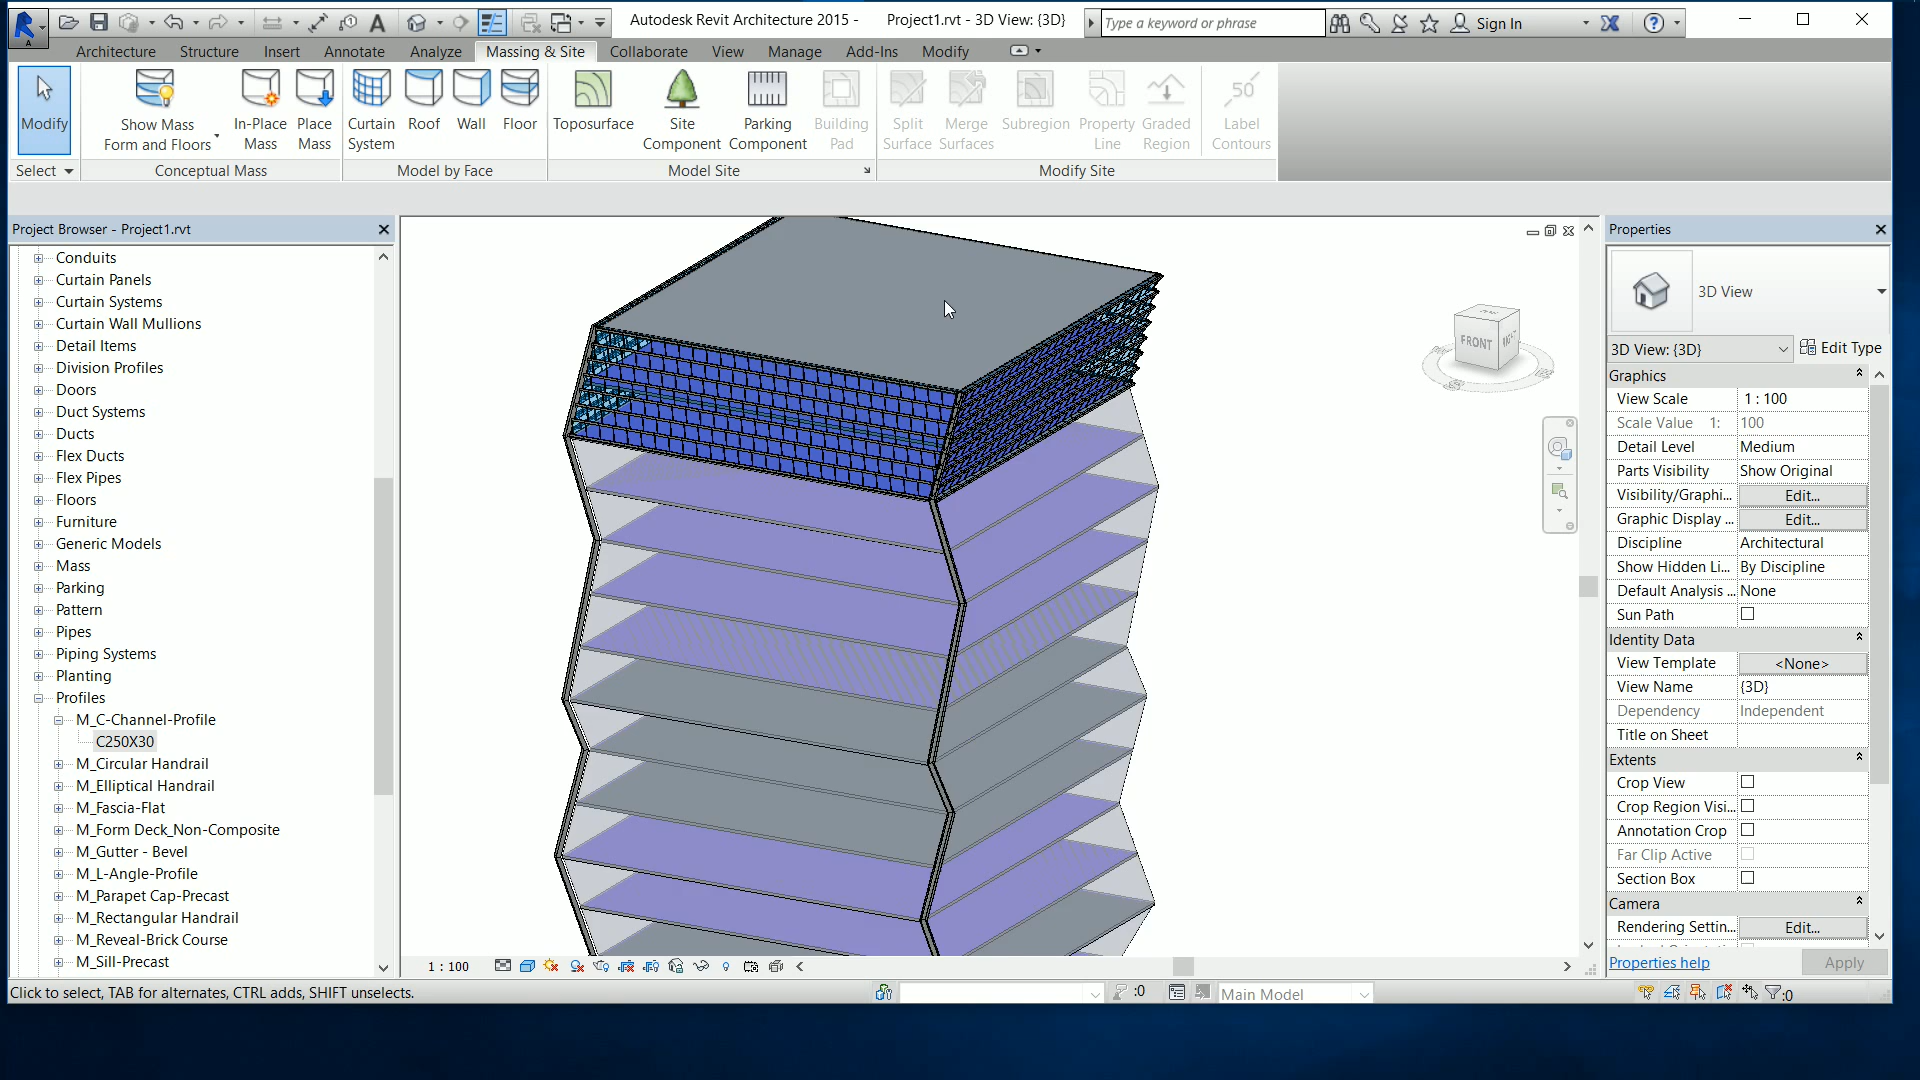 Autodesk Revit Architecture 2015 -    Project1.rvt - 3D View: {3D}
Type a keyword or phrase
Sign In
Architecture Structure Insert Annotate Analyze Massing & Site Collaborate View Manage Add-Ins Modify
Modify
Show Mass
Form and Floors
In-Place
Mass
Place
Mass
Curtain
System
Roof
Wall
Floor
Toposurface
Site
Component
Parking
Component
Building
Pad
Split
Surface
Merge
Surfaces
Subregion
Property
Line
Graded
Region
50
Label
Contours
Select
Conceptual Mass
Model by Face
Model Site
Modify Site
Project Browser - Project1.rvt
Conduits
Curtain Panels
Curtain Systems
Curtain Wall Mullions
Detail Items
Division Profiles
Doors
Duct Systems
Ducts
Flex Ducts
Flex Pipes
Floors
Furniture
Generic Models
Mass
Parking
Pattern
Pipes
Piping Systems
Planting
Profiles
M_C-Channel-Profile
C250X30
M_Circular Handrail
M_Elliptical Handrail
M_Fascia-Flat
M_Form Deck_Non-Composite
M_Gutter - Bevel
M_L-Angle-Profile
M_Parapet Cap-Precast
M_Rectangular Handrail
M_Reveal-Brick Course
M_Sill-Precast
FRONT
Properties
3D View
3D View: {3D}
Edit Type
Graphics
View Scale 1 : 100
Scale Value 1: 100
Detail Level Medium
Parts Visibility Show Original
Visibility/Graphi... Edit...
Graphic Display ... Edit...
Discipline Architectural
Show Hidden Li... By Discipline
Default Analysis ... None
Sun Path
Identity Data
View Template <None>
View Name {3D}
Dependency Independent
Title on Sheet
Extents
Crop View
Crop Region Visi...
Annotation Crop
Far Clip Active
Section Box
Camera
Rendering Settin... Edit...
Properties help
Apply
1 : 100
Click to select, TAB for alternates, CTRL adds, SHIFT unselects.
:0
Main Model
:0